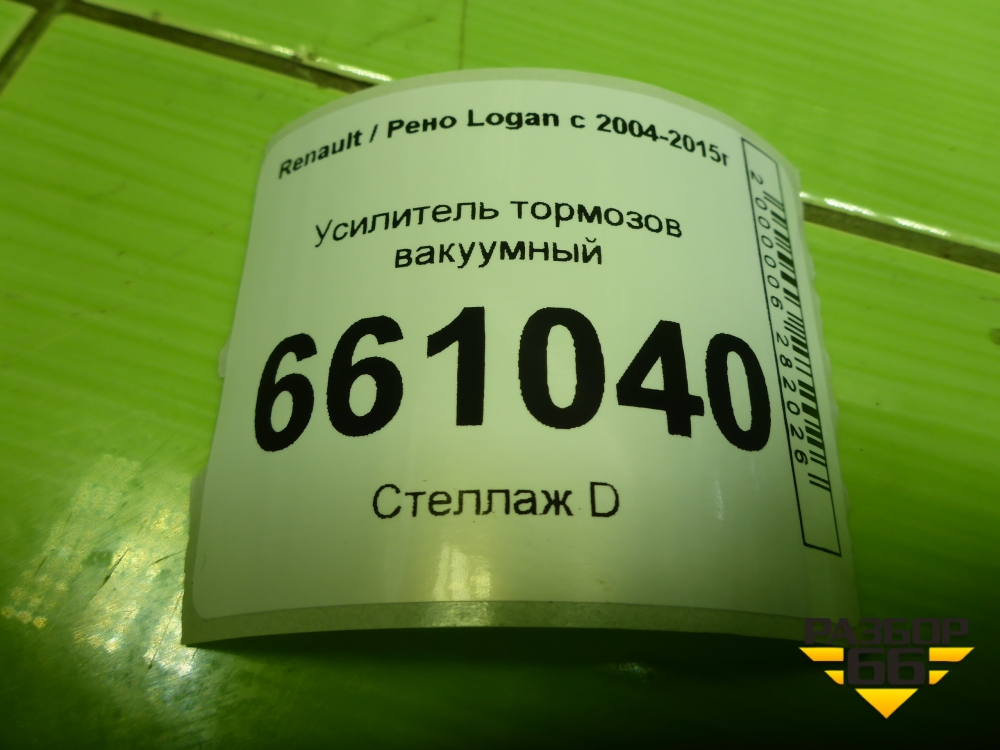 Renault / Рено Logan с 2004-2015г
Усилитель тормозов
вакуумный
661040
Стеллаж D
2000006282026
РАЗБОР
66